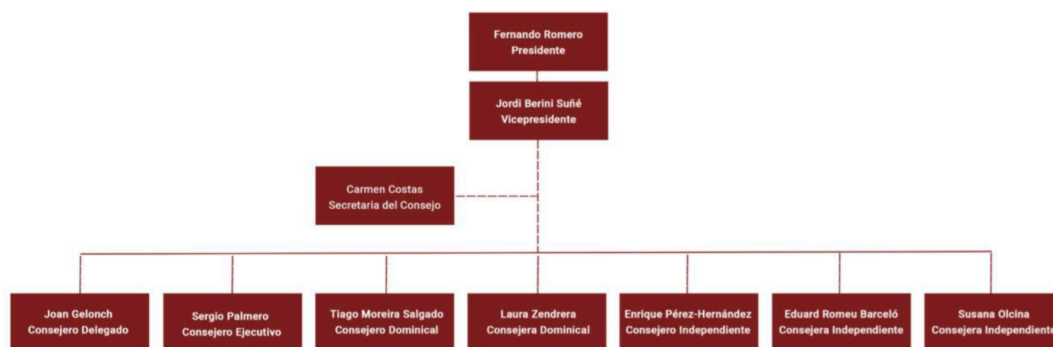 Fernando Romero
Presidente
Jordi Berini Suñé
Vicepresidente
Carmen Costas
Secretaria del Consejo
Joan Gelonch
Consejero Delegado
Sergio Palmero
Consejero Ejecutivo
Tiago Moreira Salgado
Consejero Dominical
Laura Zendrera
Consejera Dominical
Enrique Pérez-Hernández
Consejero Independiente
Eduard Romeu Barceló
Consejera Independiente
Susana Olcina
Consejera Independiente